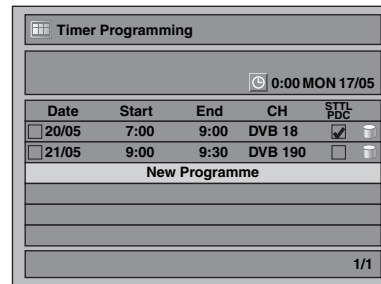 Timer Programming
0:00 MON 17/05
Date Start End CH STTL PDC
20/05 7:00 9:00 DVB 18
21/05 9:00 9:30 DVB 190
New Programme
1/1